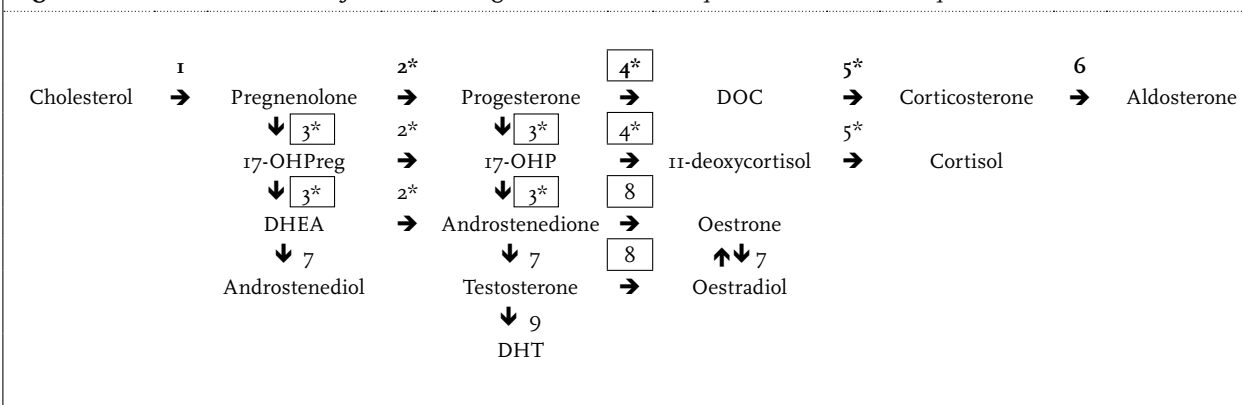 1 2* 4* 5* 6
Cholesterol ➔ Pregnenolone ➔ Progesterone ➔ DOC ➔ Corticosterone ➔ Aldosterone
🡻 3* 2* 🡻 3* 4* 5*
17-OHPreg ➔ 17-OHP ➔ 11-deoxycortisol ➔ Cortisol
🡻 3* 2* 🡻 3* 8
DHEA ➔ Androstenedione ➔ Oestrone
🡻 7 🡻 7 8 🡹🡻 7
Androstenediol Testosterone ➔ Oestradiol
🡻 9
DHT